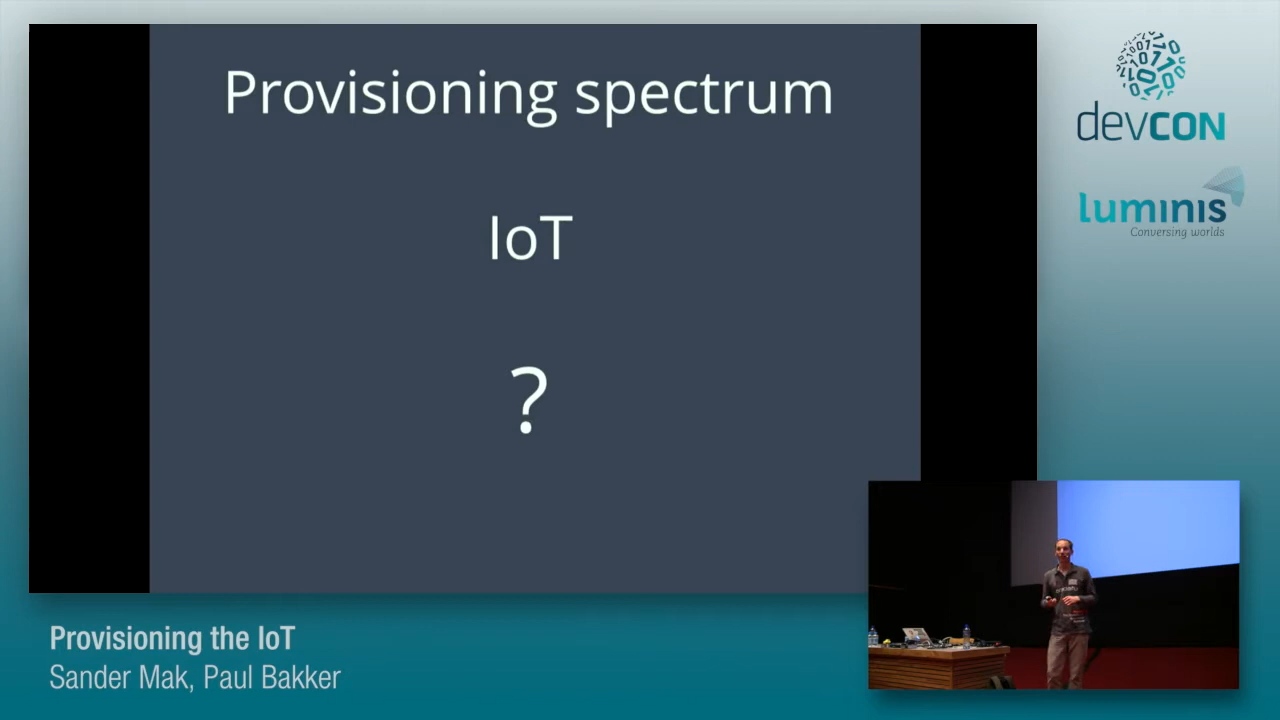 Provisioning spectrum
IoT
?
devCON
luminis
Conversing worlds
Provisioning the IoT
Sander Mak, Paul Bakker